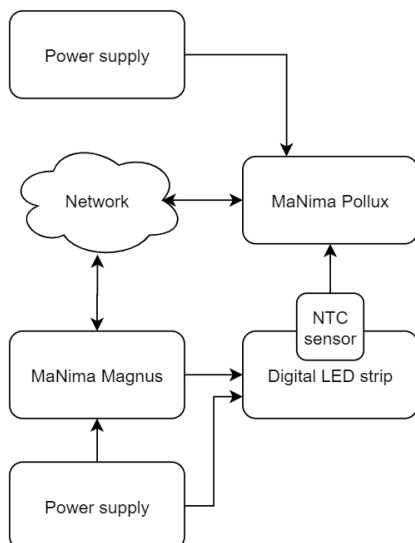 Power supply
Network
MaNima Pollux
NTC
sensor
MaNima Magnus
Digital LED strip
Power supply